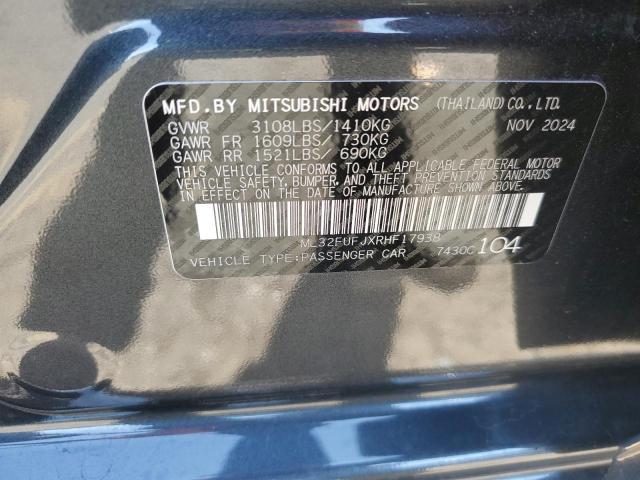 MFD.BY MITSUBISHI MOTORS (THAILAND)CO.,LTD.
GVWR 3108LBS/1410KG NOV 2024
GAWR FR 1609LBS/ 730KG
GAWR RR 1521LBS/ 690KG
THIS VEHICLE CONFORMS TO ALL APPLICABLE FEDERAL MOTOR
VEHICLE SAFETY, BUMPER, AND THEFT PREVENTION STANDARDS
IN EFFECT ON THE DATE OF MANUFACTURE SHOWN ABOVE.
ML32FUFJXRHF17938
VEHICLE TYPE:PASSENGER CAR 7430C 104